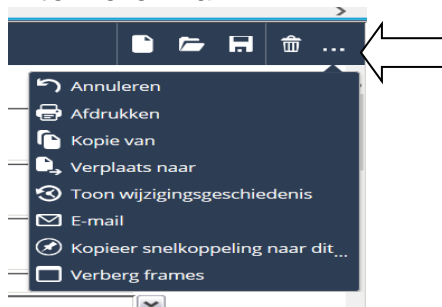 ...
Annuleren
Afdrukken
Kopie van
Verplaats naar
Toon wijzigingsgeschiedenis
E-mail
Kopieer snelkoppeling naar dit...
Verberg frames